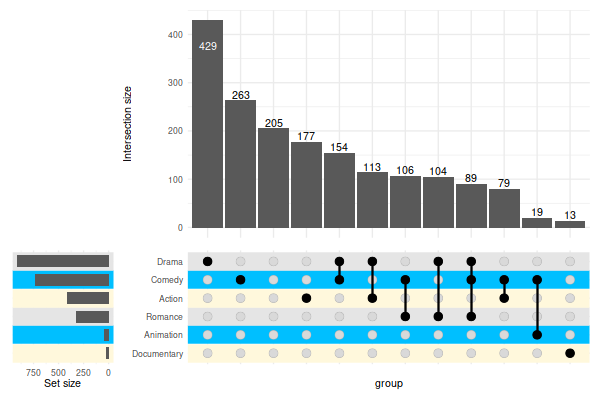 Intersection size
400
300
200
100
0
429
263
205
177
154
113
106
104
89
79
19
13
Drama
Comedy
Action
Romance
Animation
Documentary
750 500 250 0
Set size
group